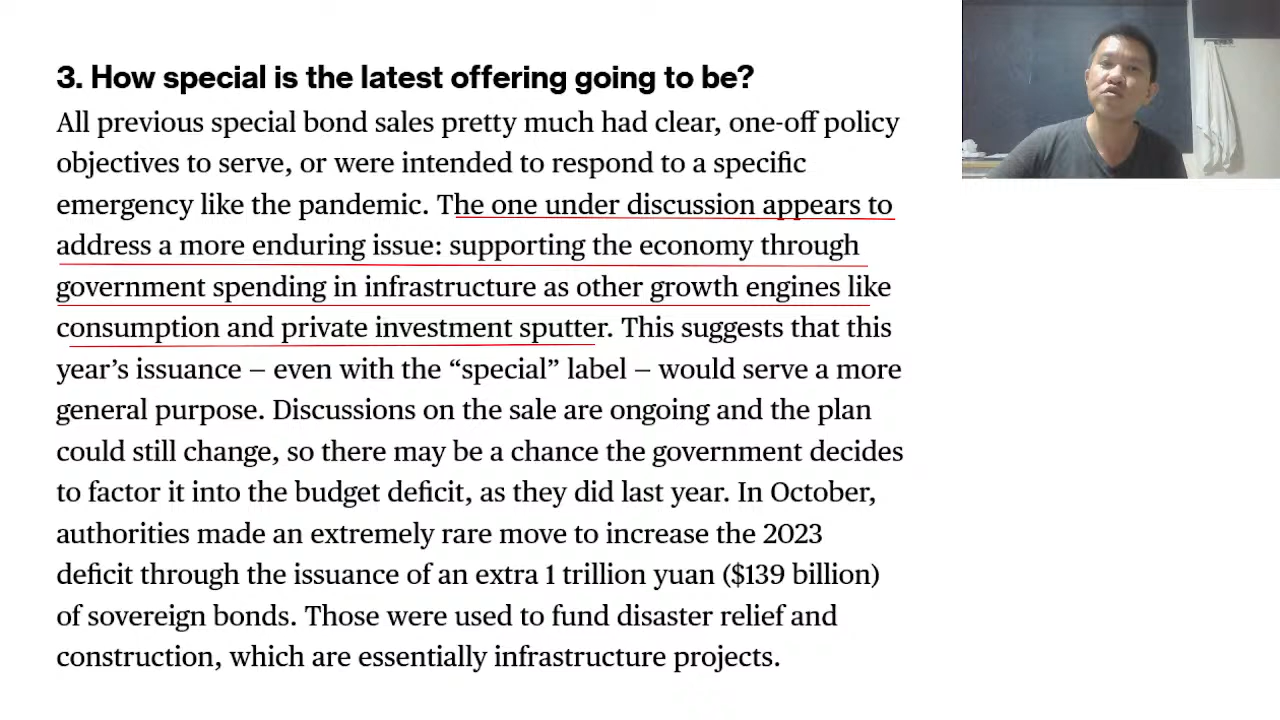 3. How special is the latest offering going to be?
All previous special bond sales pretty much had clear, one-off policy
objectives to serve, or were intended to respond to a specific
emergency like the pandemic. The one under discussion appears to
address a more enduring issue: supporting the economy through
government spending in infrastructure as other growth engines like
consumption and private investment sputter. This suggests that this
year’s issuance – even with the “special” label – would serve a more
general purpose. Discussions on the sale are ongoing and the plan
could still change, so there may be a chance the government decides
to factor it into the budget deficit, as they did last year. In October,
authorities made an extremely rare move to increase the 2023
deficit through the issuance of an extra 1 trillion yuan ($139 billion)
of sovereign bonds. Those were used to fund disaster relief and
construction, which are essentially infrastructure projects.